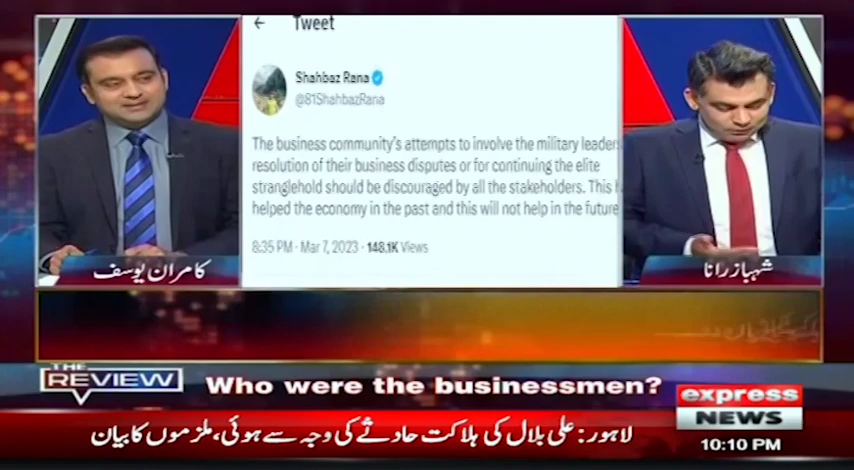 ← Tweet
Shahbaz Rana
@81ShahbazRana
The business community's attempts to involve the military leader
resolution of their business disputes or for continuing the elite
stranglehold should be discouraged by all the stakeholders. This h
helped the economy in the past and this will not help in the future
8:35 PM · Mar 7, 2023 · 148.1K Views
کامران یوسف
شہباز رانا
THE
REVIEW
Who were the businessmen?
express
NEWS
لاہور: علی بلال کی ہلاکت حادثے کی وجہ سے ہوئی، ملزموں کا بیان
10:10 PM